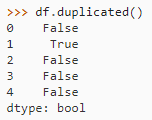 >>> df.duplicated()
0    False
1     True
2    False
3    False
4    False
dtype: bool